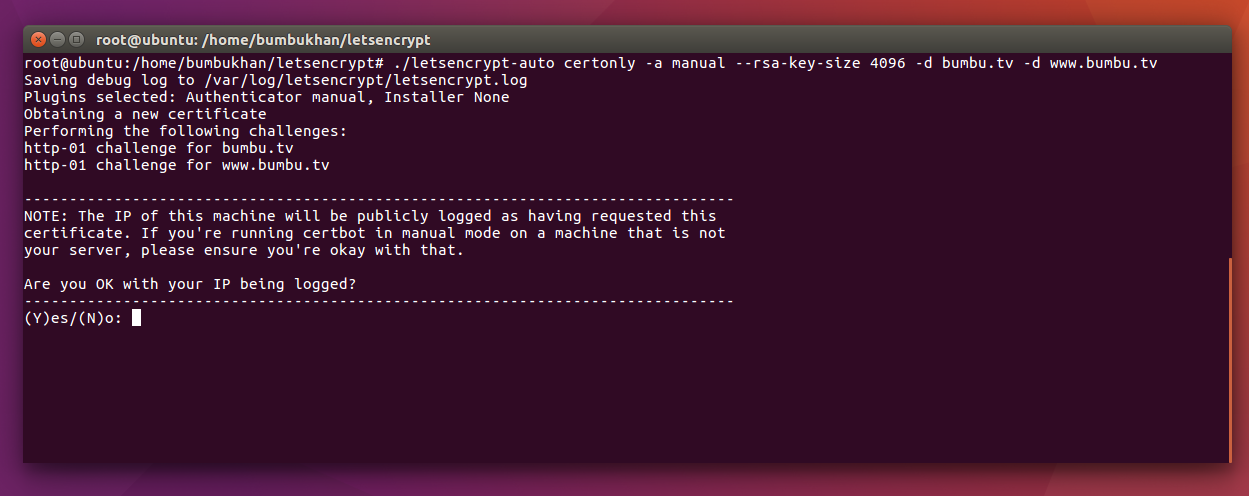 root@ubuntu: /home/bumbukhan/letsencrypt
root@ubuntu:/home/bumbukhan/letsencrypt# ./letsencrypt-auto certonly -a manual --rsa-key-size 4096 -d bumbu.tv -d www.bumbu.tv
Saving debug log to /var/log/letsencrypt/letsencrypt.log
Plugins selected: Authenticator manual, Installer None
Obtaining a new certificate
Performing the following challenges:
http-01 challenge for bumbu.tv
http-01 challenge for www.bumbu.tv
-------------------------------------------------------------------------------
NOTE: The IP of this machine will be publicly logged as having requested this
certificate. If you're running certbot in manual mode on a machine that is not
your server, please ensure you're okay with that.
Are you OK with your IP being logged?
-------------------------------------------------------------------------------
(Y)es/(N)o: